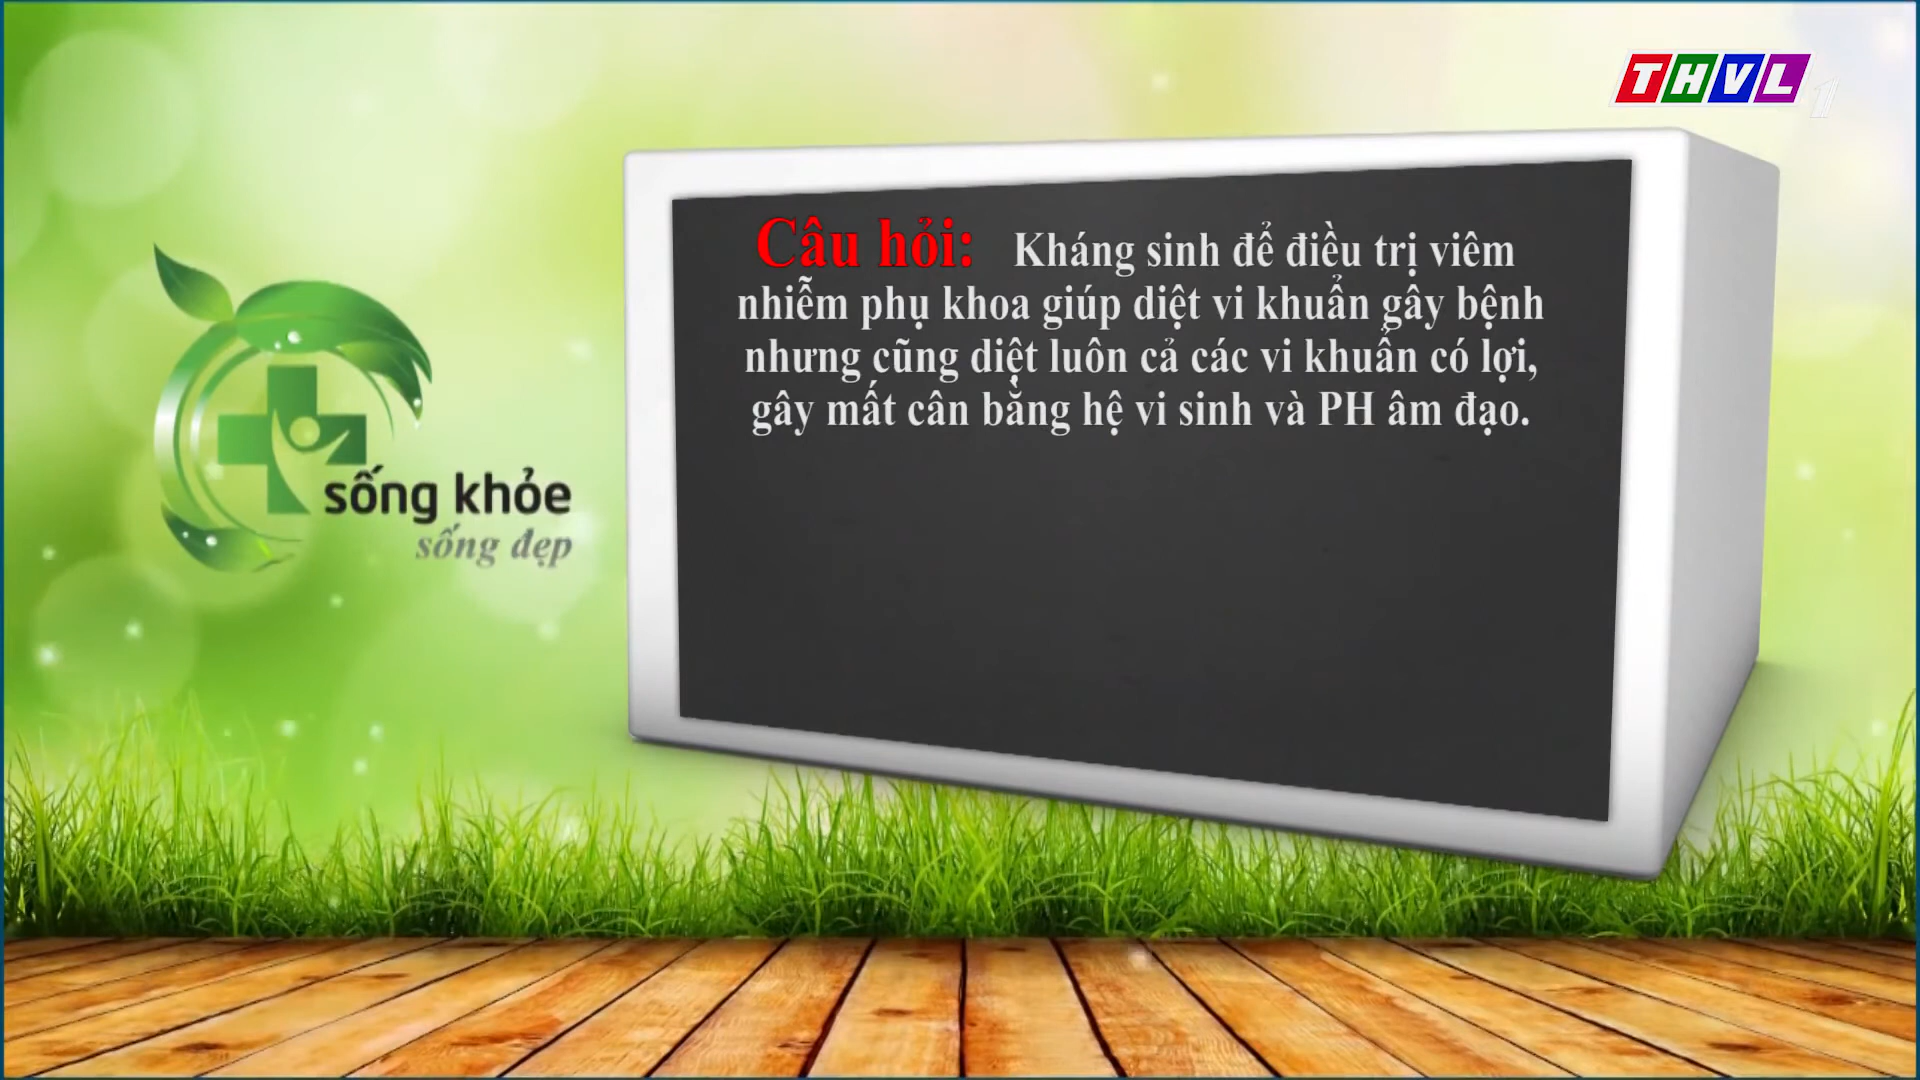 THVL1
Câu hỏi: Kháng sinh để điều trị viêm
nhiễm phụ khoa giúp diệt vi khuẩn gây bệnh
nhưng cũng diệt luôn cả các vi khuẩn có lợi,
gây mất cân bằng hệ vi sinh và PH âm đạo.
sống khỏe
sống đẹp